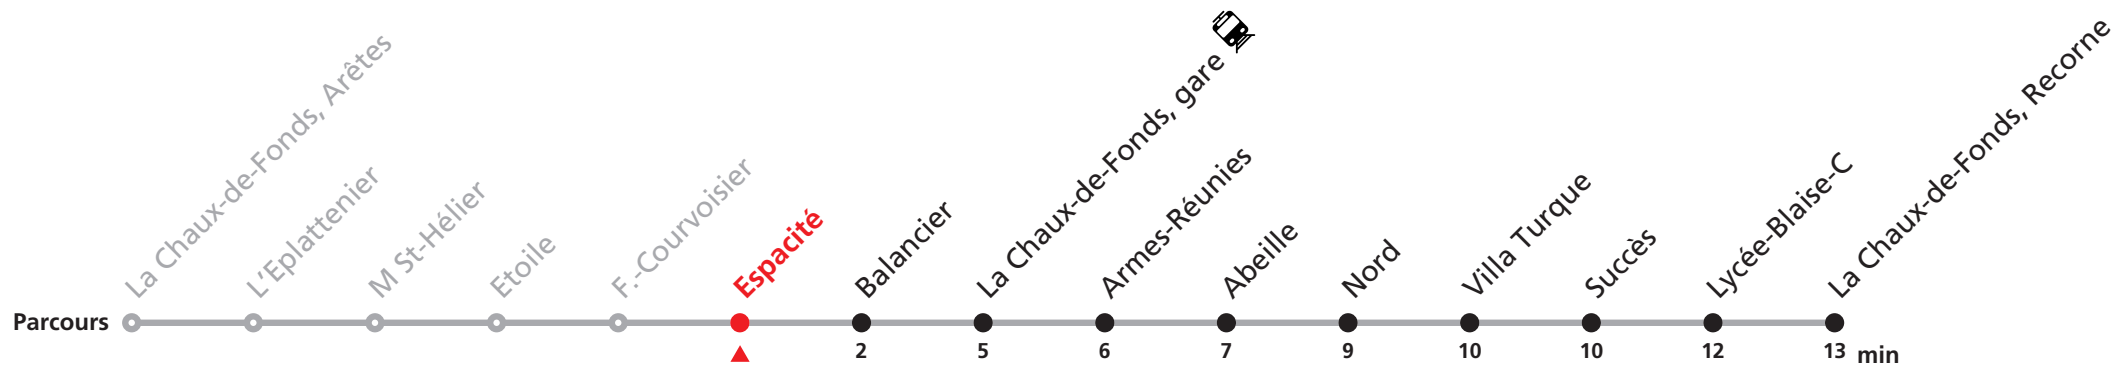 La Chaux-de-Fonds, Arêtes
L'Eplattenier
M St-Hélier
Etoile
F.-Courvoisier
Espacité
Balancier
La Chaux-de-Fonds, gare
Armes-Réunies
Abeille
Nord
Villa Turque
Succès
Lycée-Blaise-C
La Chaux-de-Fonds, Recorne
Parcours
2 5 6 7 9 10 10 12 13 min